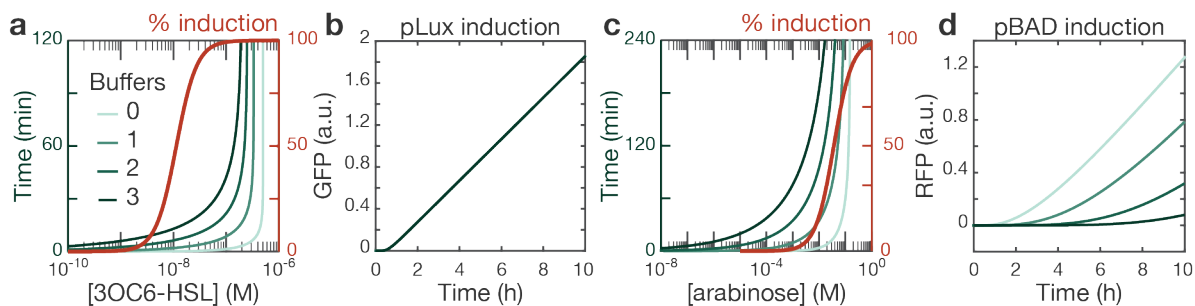 a
% induction
120
60
0
Time (min)
Buffers
0
1
2
3
100
50
0
10⁻¹⁰
10⁻⁸
10⁻⁶
[3OC6-HSL] (M)
b
pLux induction
2
1.6
1.2
0.8
0.4
0
GFP (a.u.)
0
2
4
6
8
10
Time (h)
c
% induction
240
120
0
Time (min)
100
50
0
10⁻⁸
10⁻⁴
10⁰
[arabinose] (M)
d
pBAD induction
1.2
0.8
0.4
0
RFP (a.u.)
0
2
4
6
8
10
Time (h)